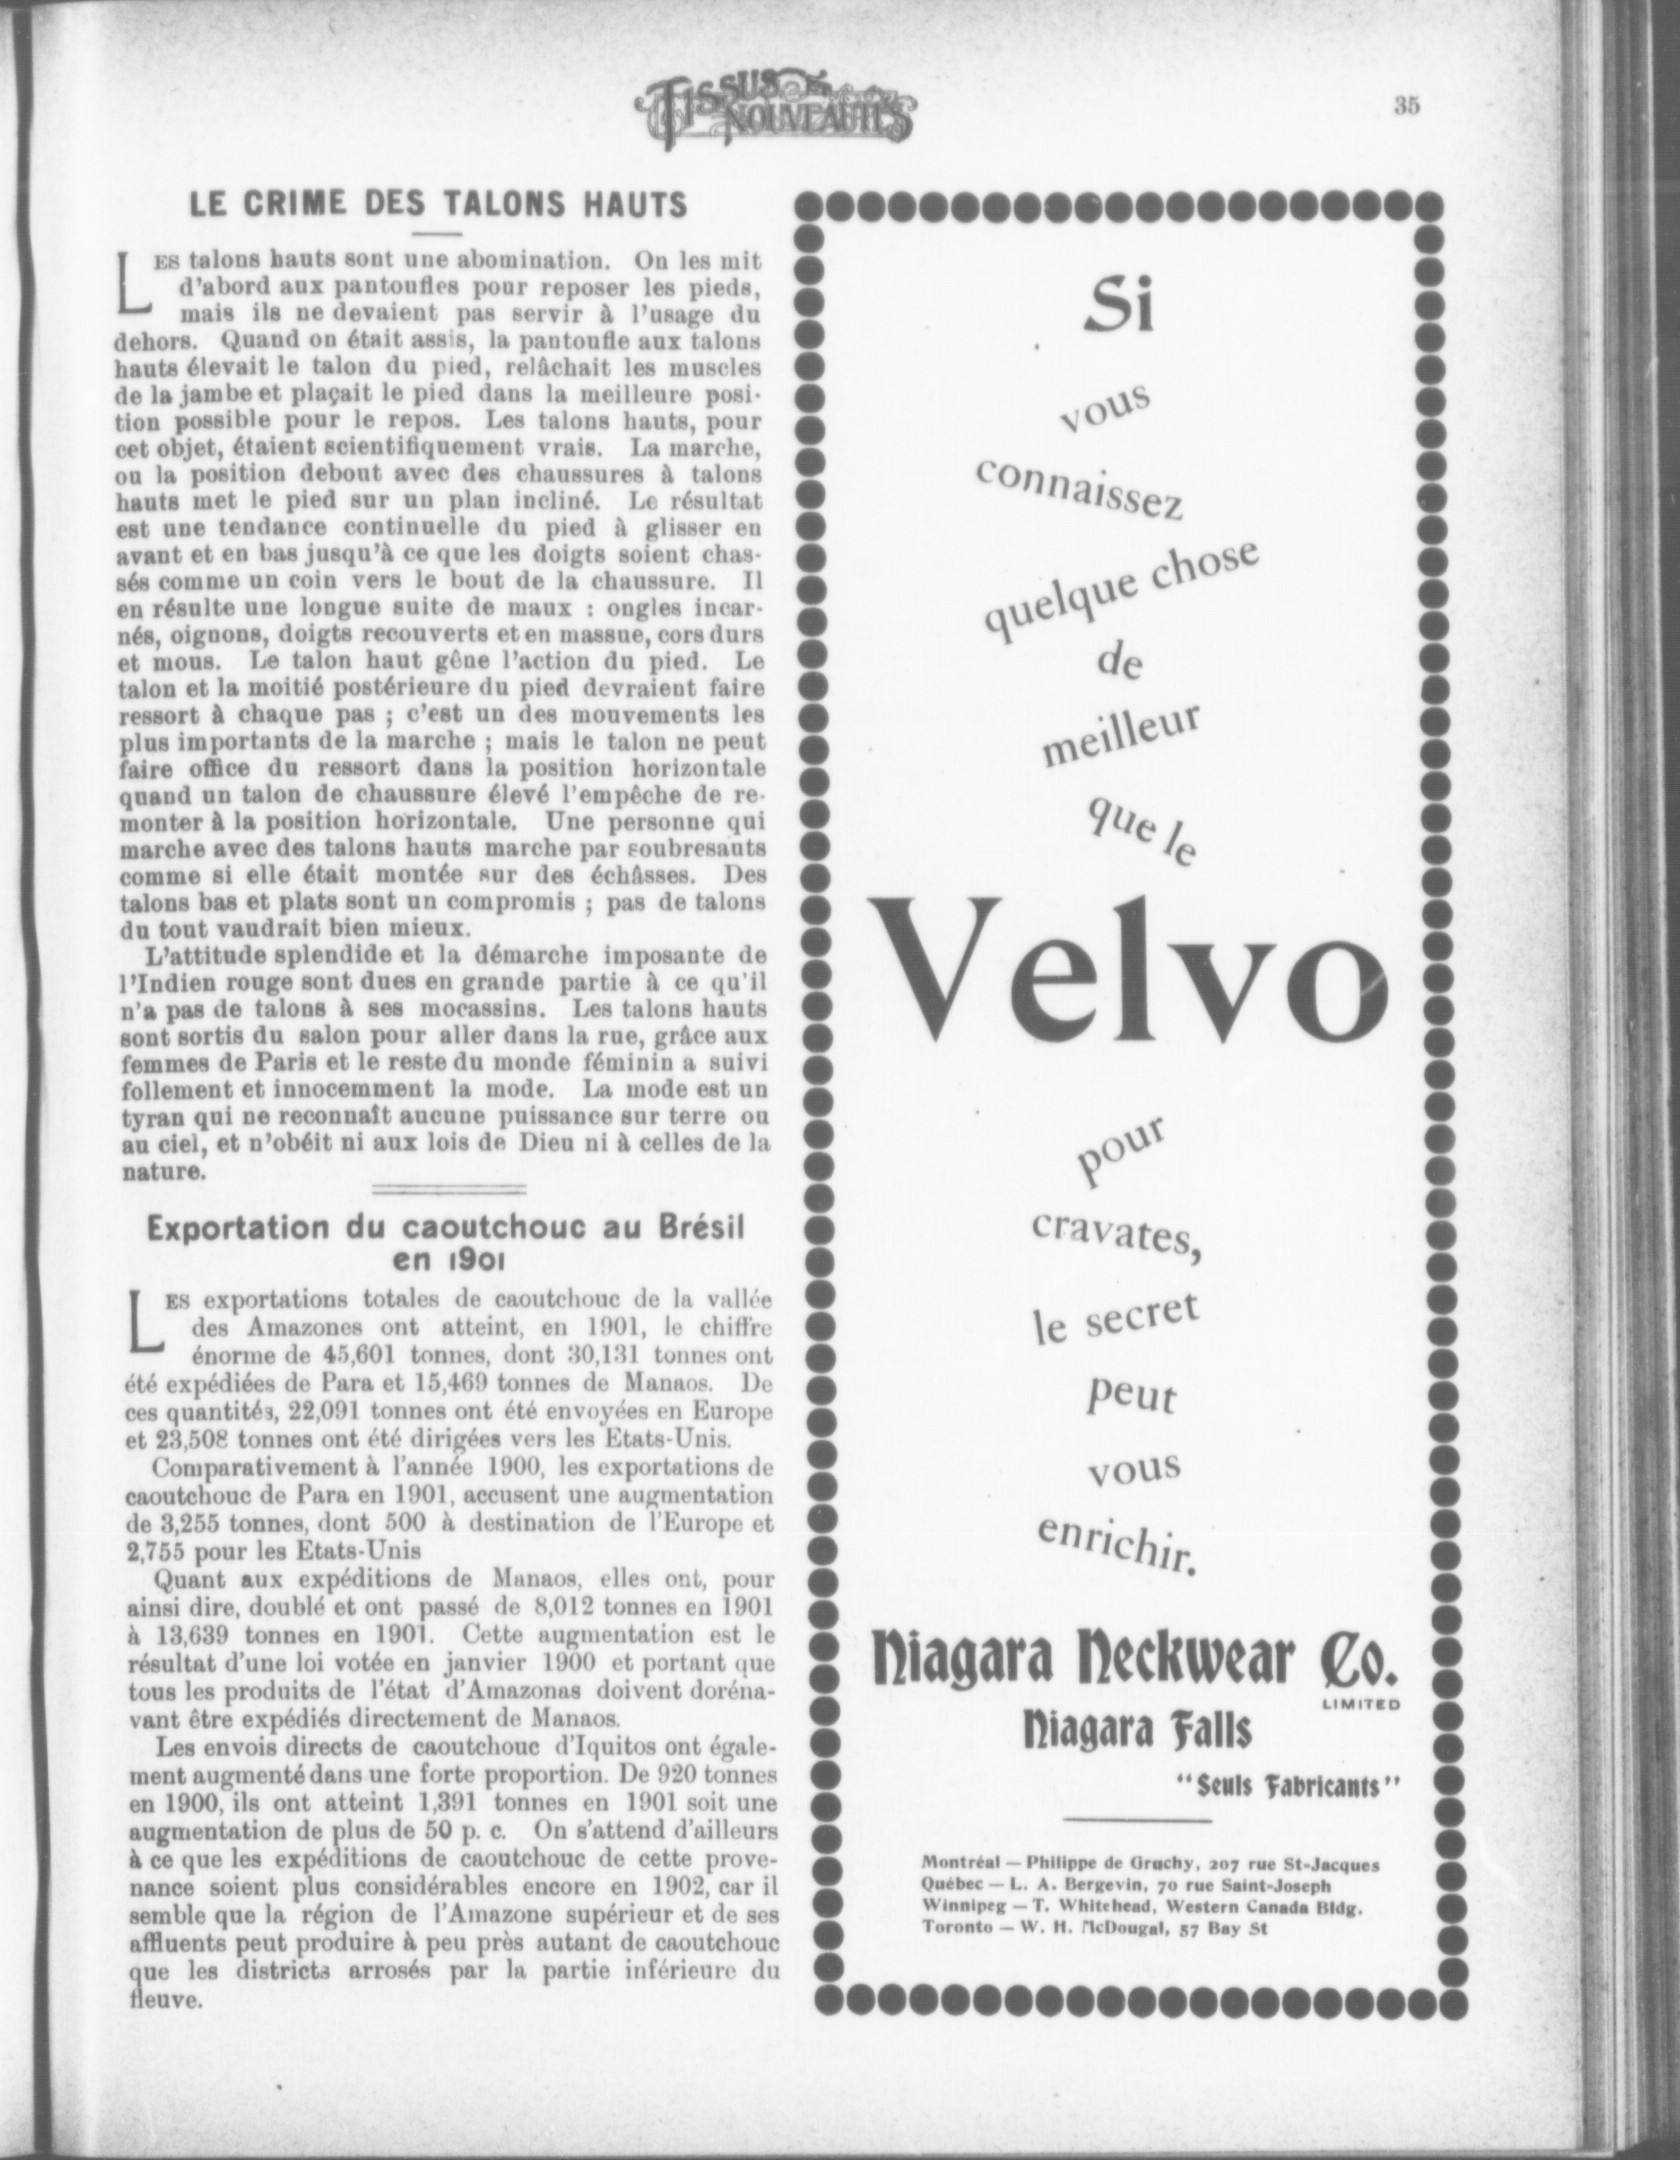 TISSUS ET NOUVEAUTÉS
35
LE CRIME DES TALONS HAUTS
LES talons hauts sont une abomination. On les mit
d'abord aux pantoufles pour reposer les pieds,
mais ils ne devaient pas servir à l'usage du
dehors. Quand on était assis, la pantoufle aux talons
hauts élevait le talon du pied, relâchait les muscles
de la jambe et plaçait le pied dans la meilleure posi-
tion possible pour le repos. Les talons hauts, pour
cet objet, étaient scientifiquement vrais. La marche,
ou la position debout avec des chaussures à talons
hauts met le pied sur un plan incliné. Le résultat
est une tendance continuelle du pied à glisser en
avant et en bas jusqu'à ce que les doigts soient chas-
sés comme un coin vers le bout de la chaussure. Il
en résulte une longue suite de maux : ongles incar-
nés, oignons, doigts recouverts et en massue, cors durs
et mous. Le talon haut gêne l'action du pied. Le
talon et la moitié postérieure du pied devraient faire
ressort à chaque pas ; c'est un des mouvements les
plus importants de la marche ; mais le talon ne peut
faire office du ressort dans la position horizontale
quand un talon de chaussure élevé l'empêche de re-
monter à la position horizontale. Une personne qui
marche avec des talons hauts marche par soubresauts
comme si elle était montée sur des échâsses. Des
talons bas et plats sont un compromis ; pas de talons
du tout vaudrait bien mieux.
L'attitude splendide et la démarche imposante de
l'Indien rouge sont dues en grande partie à ce qu'il
n'a pas de talons à ses mocassins. Les talons hauts
sont sortis du salon pour aller dans la rue, grâce aux
femmes de Paris et le reste du monde féminin a suivi
follement et innocemment la mode. La mode est un
tyran qui ne reconnaît aucune puissance sur terre ou
au ciel, et n'obéit ni aux lois de Dieu ni à celles de la
nature.
Exportation du caoutchouc au Brésil
en 1901
LES exportations totales de caoutchouc de la vallée
des Amazones ont atteint, en 1901, le chiffre
énorme de 45,601 tonnes, dont 30,131 tonnes ont
été expédiées de Para et 15,469 tonnes de Manaos. De
ces quantités, 22,091 tonnes ont été envoyées en Europe
et 23,508 tonnes ont été dirigées vers les Etats-Unis.
Comparativement à l'année 1900, les exportations de
caoutchouc de Para en 1901, accusent une augmentation
de 3,255 tonnes, dont 500 à destination de l'Europe et
2,755 pour les Etats-Unis
Quant aux expéditions de Manaos, elles ont, pour
ainsi dire, doublé et ont passé de 8,012 tonnes en 1901
à 13,639 tonnes en 1901. Cette augmentation est le
résultat d'une loi votée en janvier 1900 et portant que
tous les produits de l'état d'Amazonas doivent doréna-
vant être expédiés directement de Manaos.
Les envois directs de caoutchouc d'Iquitos ont égale-
ment augmenté dans une forte proportion. De 920 tonnes
en 1900, ils ont atteint 1,391 tonnes en 1901 soit une
augmentation de plus de 50 p. c. On s'attend d'ailleurs
à ce que les expéditions de caoutchouc de cette prove-
nance soient plus considérables encore en 1902, car il
semble que la région de l'Amazone supérieur et de ses
affluents peut produire à peu près autant de caoutchouc
que les districts arrosés par la partie inférieure du
fleuve.
Si
vous
connaissez
quelque chose
de
meilleur
que le
Velvo
pour
cravates,
le secret
peut
vous
enrichir.
Niagara Neckwear Co.
LIMITED
Niagara Falls
"Seuls Fabricants"
Montréal — Philippe de Gruchy, 207 rue St-Jacques
Québec — L. A. Bergevin, 70 rue Saint-Joseph
Winnipeg — T. Whitehead, Western Canada Bldg.
Toronto — W. H. McDougal, 57 Bay St